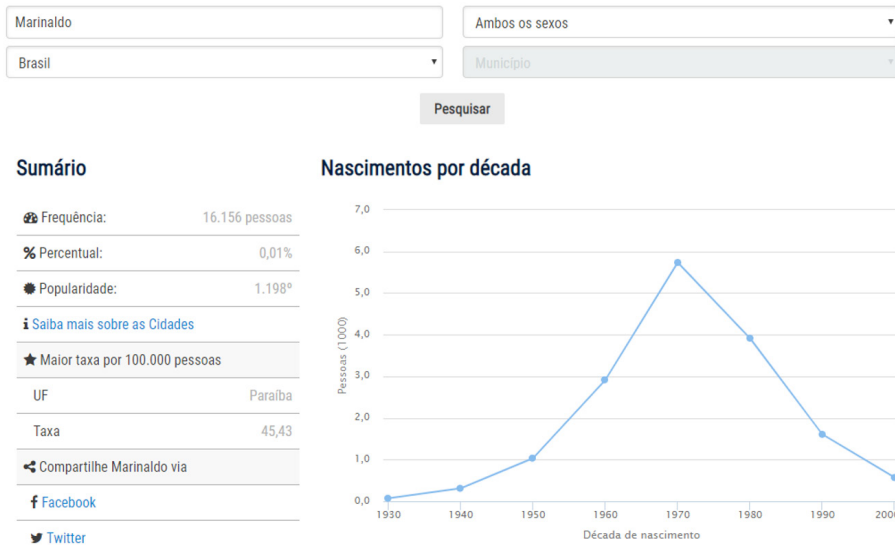 Marinaldo
Ambos os sexos
Brasil
Município
Pesquisar
Sumário
Frequência: 16.156 pessoas
Percentual: 0,01%
Popularidade: 1.198º
Saiba mais sobre as Cidades
Maior taxa por 100.000 pessoas
UF Paraíba
Taxa 45,43
Compartilhe Marinaldo via
Facebook
Twitter
Nascimentos por década
7,0
6,0
5,0
4,0
3,0
2,0
1,0
0,0
Pessoas (1000)
1930 1940 1950 1960 1970 1980 1990 2000
Década de nascimento